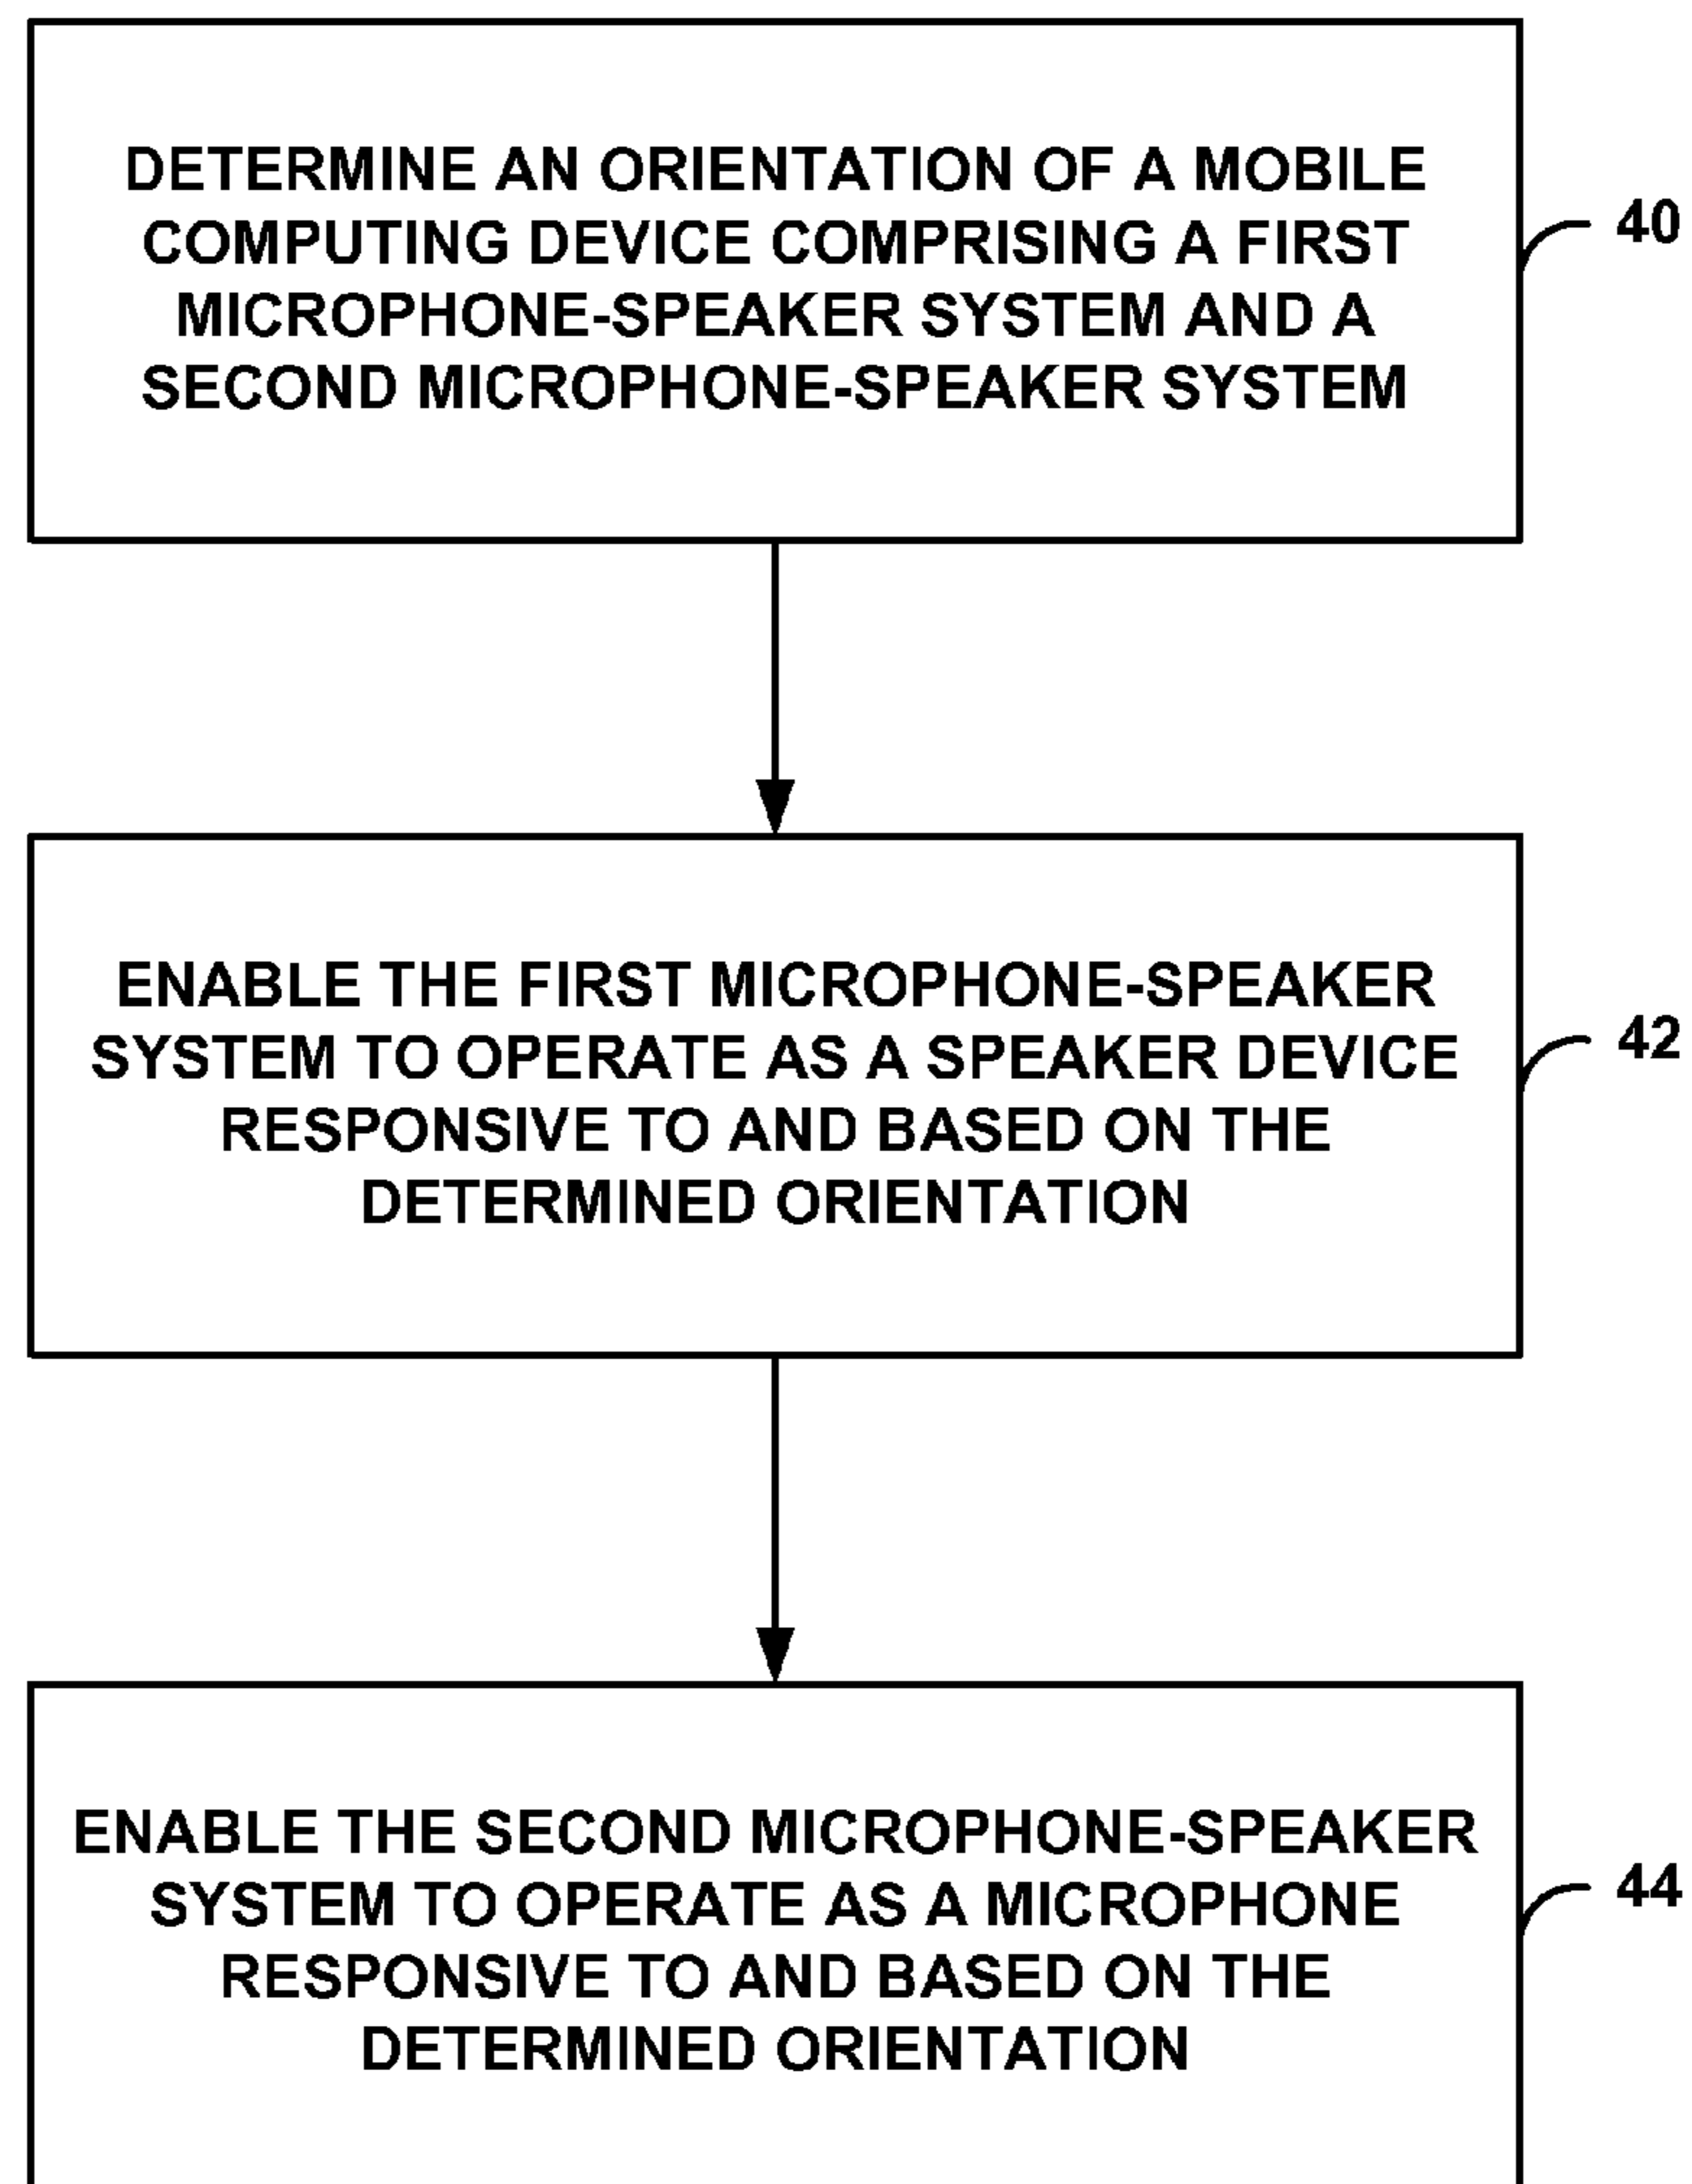 DETERMINE AN ORIENTATION OF A MOBILE
COMPUTING DEVICE COMPRISING A FIRST
MICROPHONE-SPEAKER SYSTEM AND A
SECOND MICROPHONE-SPEAKER SYSTEM
40
ENABLE THE FIRST MICROPHONE-SPEAKER
SYSTEM TO OPERATE AS A SPEAKER DEVICE
RESPONSIVE TO AND BASED ON THE
DETERMINED ORIENTATION
42
ENABLE THE SECOND MICROPHONE-SPEAKER
SYSTEM TO OPERATE AS A MICROPHONE
RESPONSIVE TO AND BASED ON THE
DETERMINED ORIENTATION
44